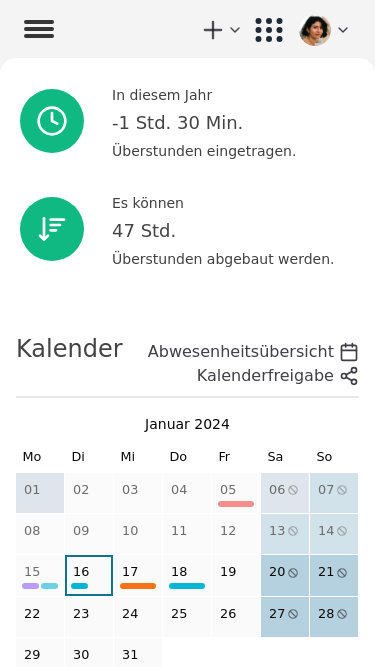 In diesem Jahr
-1 Std. 30 Min.
Überstunden eingetragen.
Es können
47 Std.
Überstunden abgebaut werden.
Kalender
Abwesenheitsübersicht
Kalenderfreigabe
Januar 2024
Mo Di Mi Do Fr Sa So
01 02 03 04 05 06 07
08 09 10 11 12 13 14
15 16 17 18 19 20 21
22 23 24 25 26 27 28
29 30 31